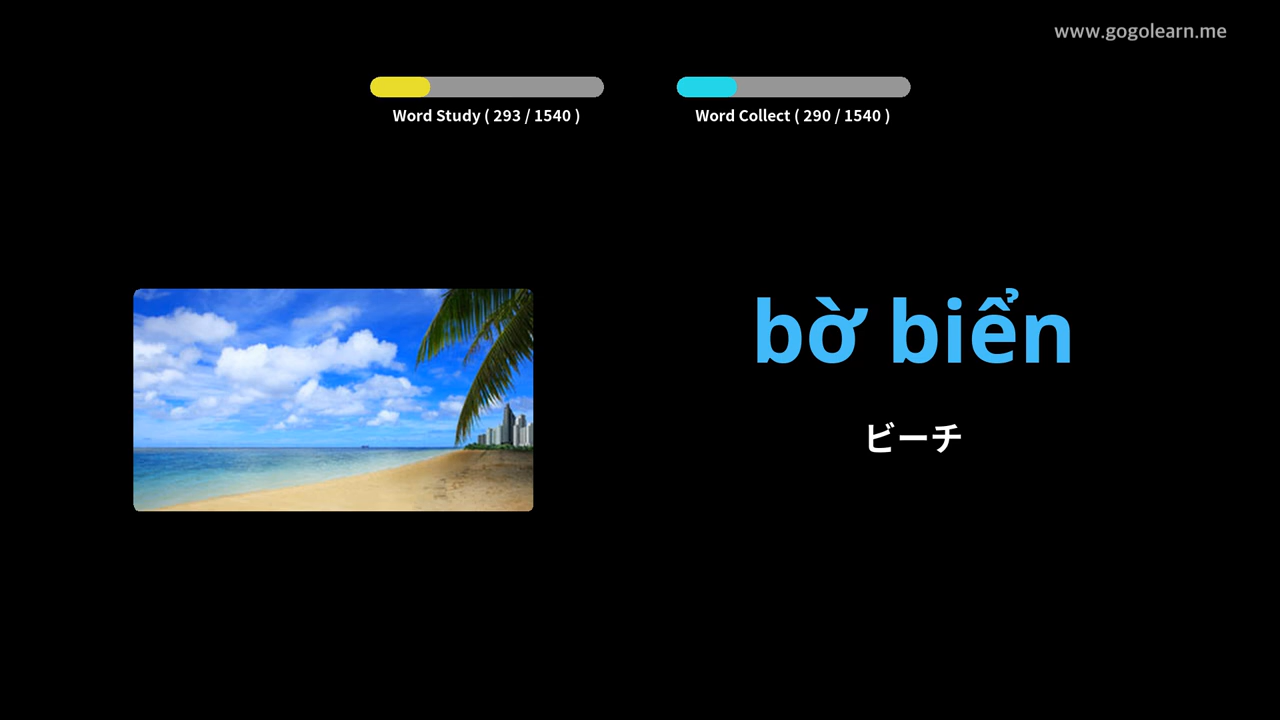 www.gogolearn.me
Word Study ( 293 / 1540 )
Word Collect ( 290 / 1540 )
bờ biển
ビーチ